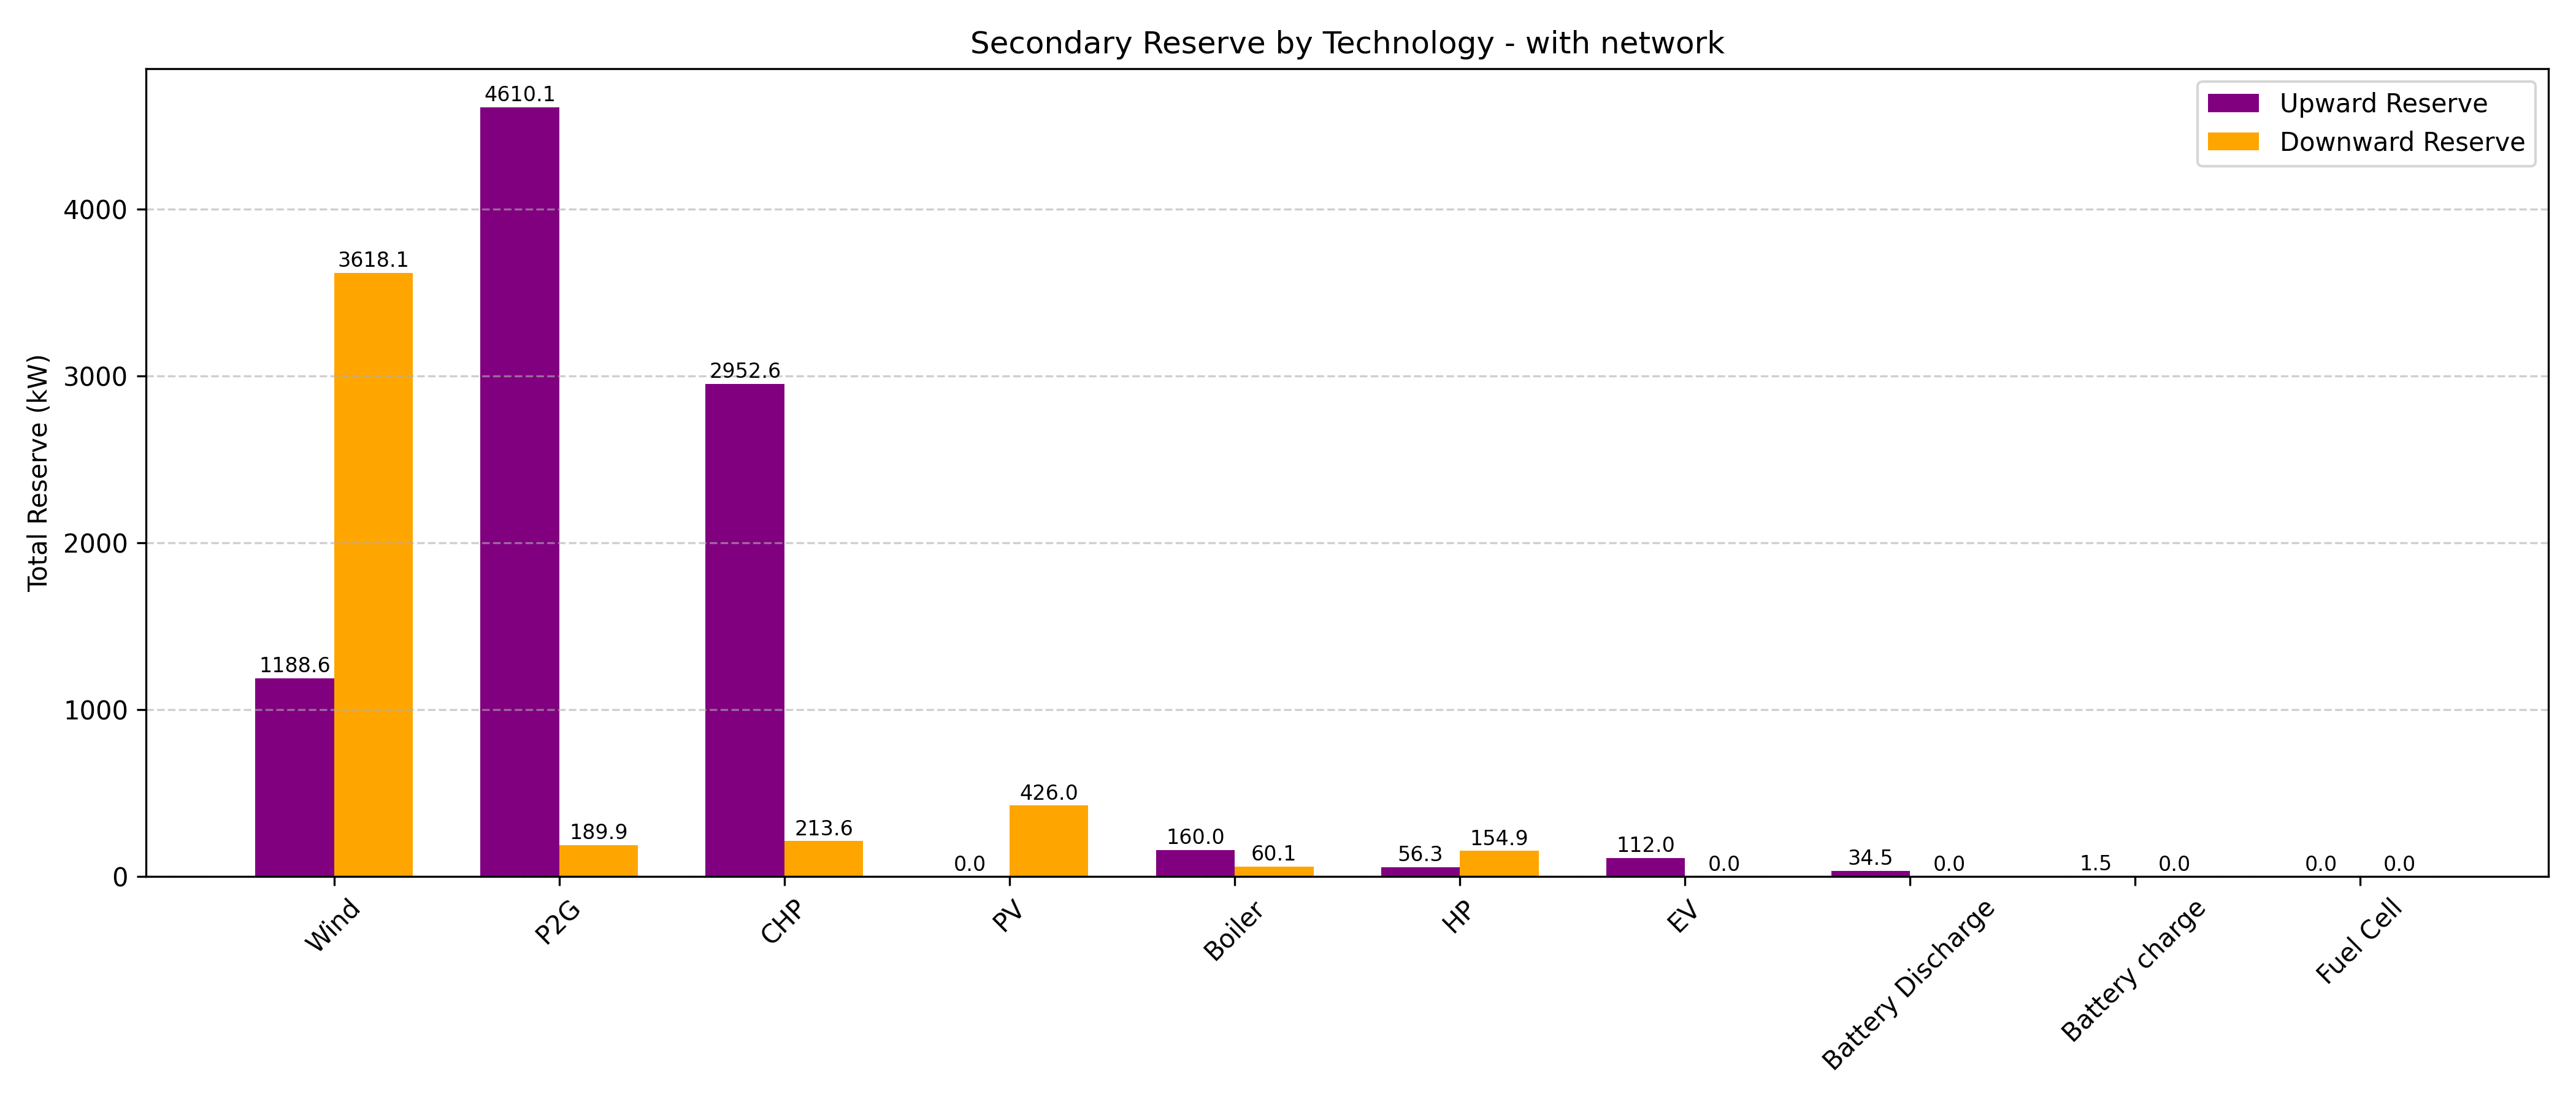 Secondary Reserve by Technology - with network
Upward Reserve
Downward Reserve
Total Reserve (kW)
4000
3000
2000
1000
0
1188.6
3618.1
4610.1
189.9
2952.6
213.6
0.0
426.0
160.0
60.1
56.3
154.9
112.0
0.0
34.5
0.0
1.5
0.0
0.0
0.0
Wind
P2G
CHP
PV
Boiler
HP
EV
Battery Discharge
Battery charge
Fuel Cell